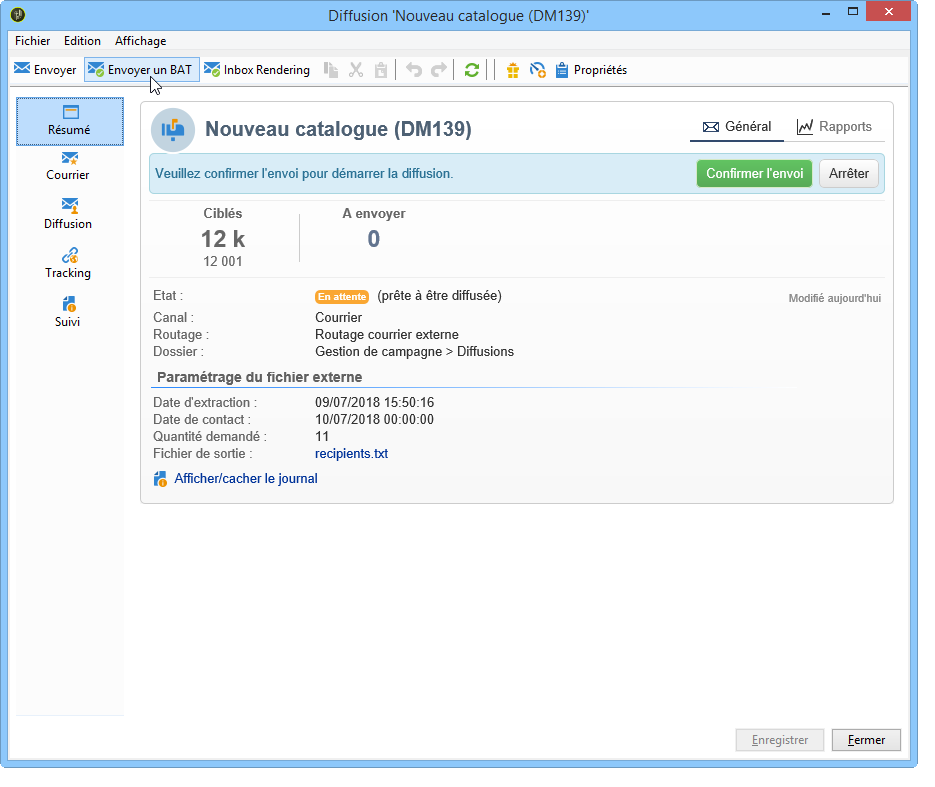 Diffusion 'Nouveau catalogue (DM139)'
Fichier Edition Affichage
Envoyer Envoyer un BAT Inbox Rendering Propriétés
Résumé
Courrier
Diffusion
Tracking
Suivi
Nouveau catalogue (DM139) Général Rapports
Veuillez confirmer l'envoi pour démarrer la diffusion. Confirmer l'envoi Arrêter
Ciblés A envoyer
12 k 0
12 001
Etat : En attente (prête à être diffusée) Modifié aujourd'hui
Canal : Courrier
Routage : Routage courrier externe
Dossier : Gestion de campagne > Diffusions
Paramétrage du fichier externe
Date d'extraction : 09/07/2018 15:50:16
Date de contact : 10/07/2018 00:00:00
Quantité demandé : 11
Fichier de sortie : recipients.txt
Afficher/cacher le journal
Enregistrer Fermer